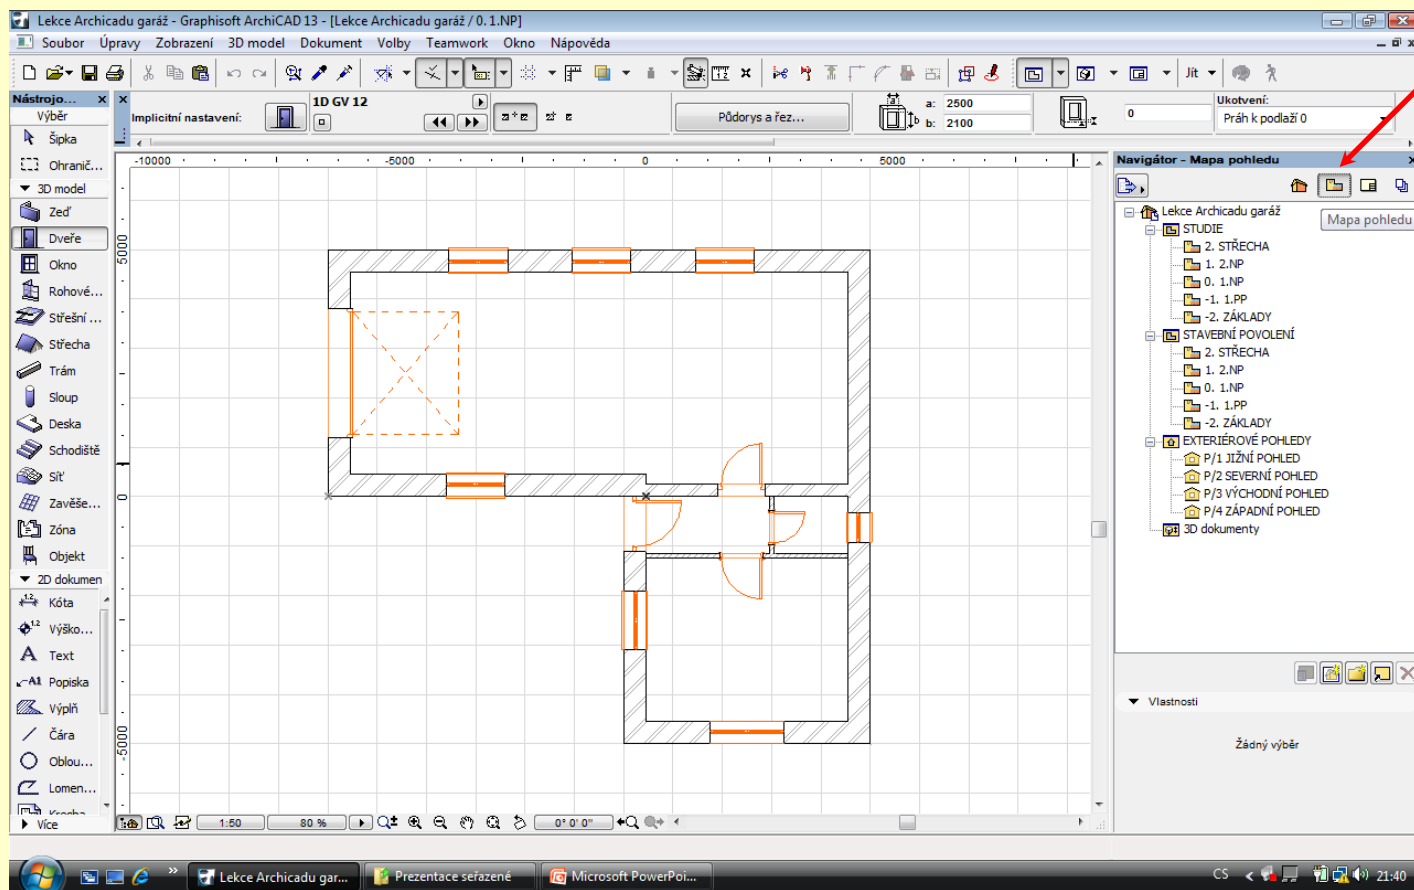 Lekce Archicadu garáž - Graphisoft ArchiCAD 13 - [Lekce Archicadu garáž / 0. 1.NP]
Soubor Úpravy Zobrazení 3D model Dokument Volby Teamwork Okno Nápověda
Jít
Nástrojo...
Výběr
Šipka
Ohranič...
3D model
Zeď
Dveře
Okno
Rohové...
Střešní ...
Střecha
Trám
Sloup
Deska
Schodiště
Síť
Zavěše...
Zóna
Objekt
2D dokumen
Kóta
Výško...
Text
Popiska
Výplň
Čára
Oblou...
Lomen...
Více
Implicitní nastavení:
1D GV 12
Půdorys a řez...
a: 2500
b: 2100
0
Ukotvení:
Práh k podlaží 0
-10000 -5000 0 5000
5000
0
-5000
Navigátor - Mapa pohledu
Mapa pohledu
Lekce Archicadu garáž
STUDIE
2. STŘECHA
1. 2.NP
0. 1.NP
-1. 1.PP
-2. ZÁKLADY
STAVEBNÍ POVOLENÍ
2. STŘECHA
1. 2.NP
0. 1.NP
-1. 1.PP
-2. ZÁKLADY
EXTERIÉROVÉ POHLEDY
P/1 JIŽNÍ POHLED
P/2 SEVERNÍ POHLED
P/3 VÝCHODNÍ POHLED
P/4 ZÁPADNÍ POHLED
3D dokumenty
Vlastnosti
Žádný výběr
1:50 80 % 0° 0' 0"
Lekce Archicadu gar... Prezentace seřazené Microsoft PowerPoi... CS 21:40